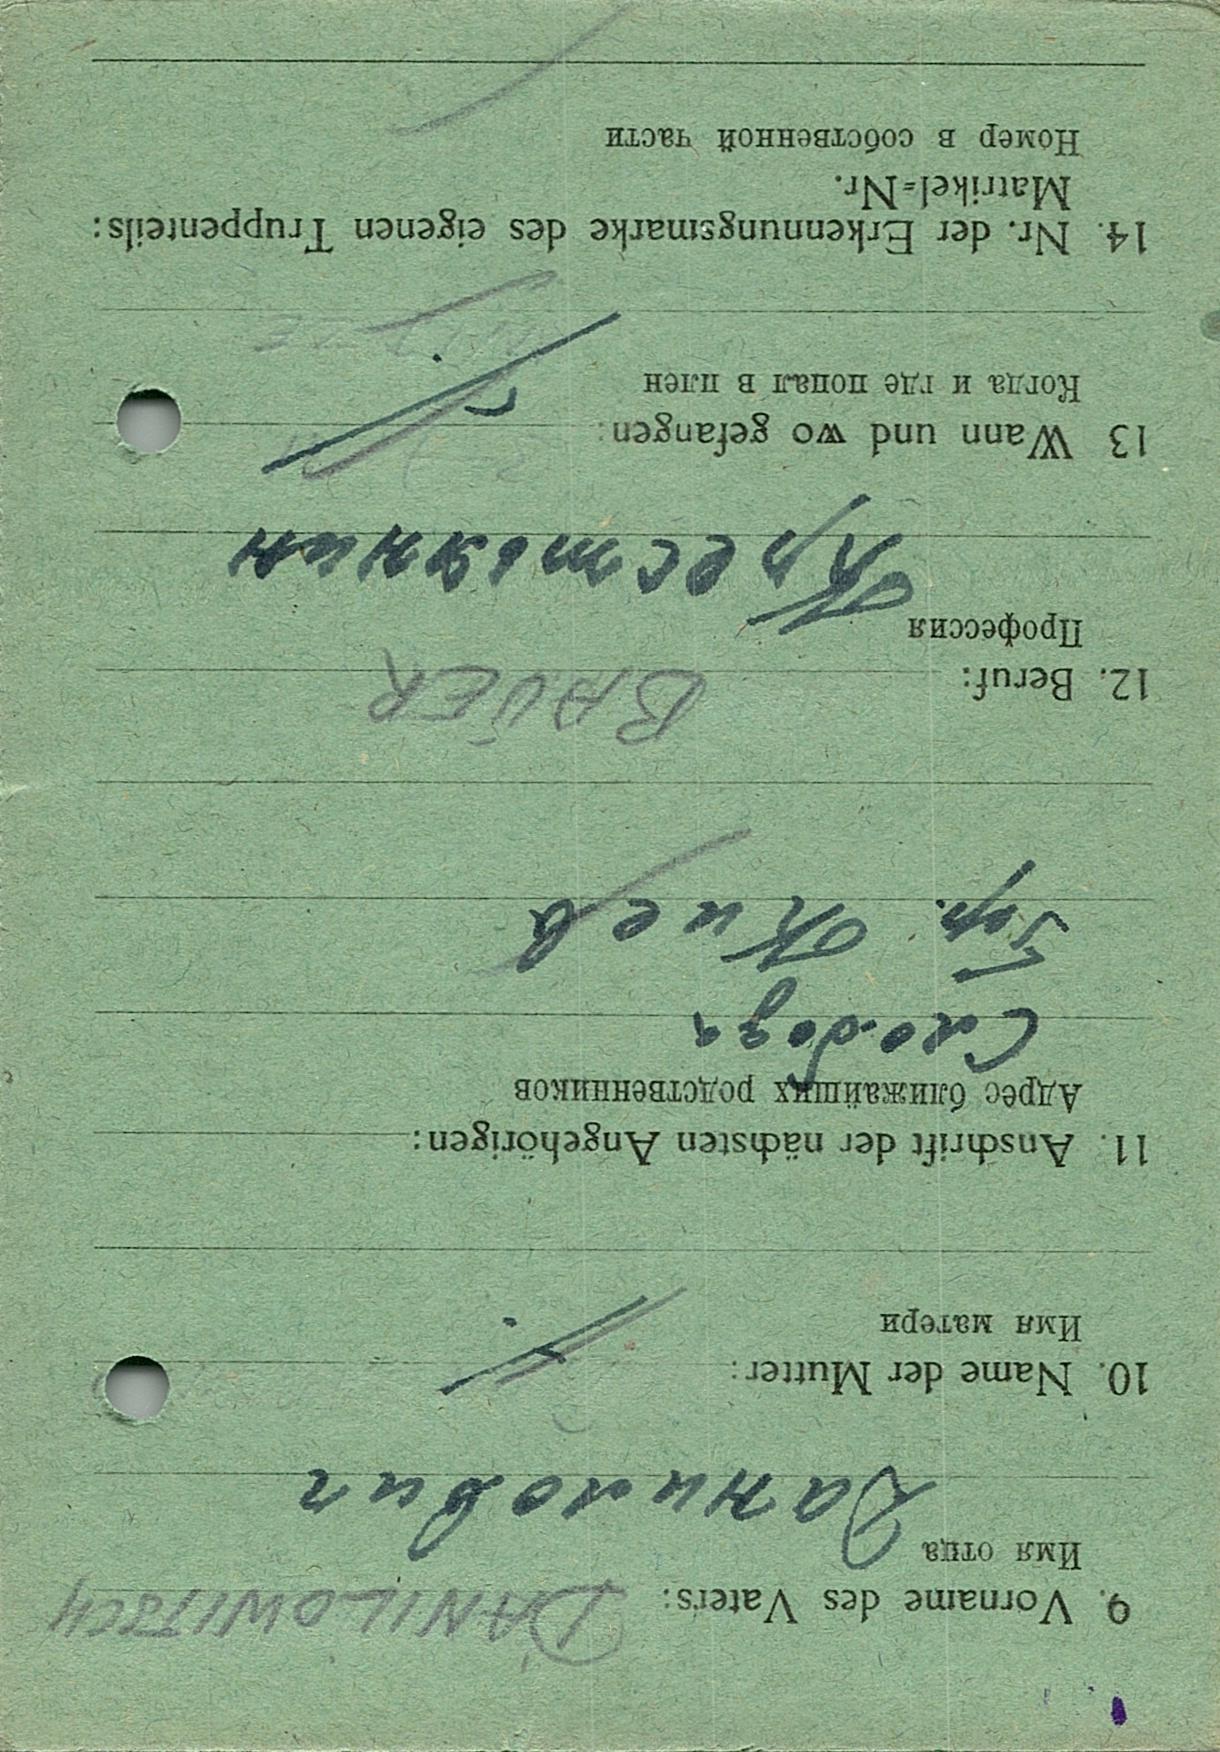 DANILOWITSCH
9. Vorname des Vaters:
Имя отца
Данилович
10. Name der Mutter:
Имя матери
11. Anschrift der nächsten Angehörigen:
Адрес ближайших родственников
Слобода
Гор. Киев
12. Beruf: BAUER
Профессия
Крестьянин
13 Wann und wo gefangen:
Когда и где попал в плен
14. Nr. der Erkennungsmarke des eigenen Truppenteils:
Matrikel=Nr.
Номер в собственной части